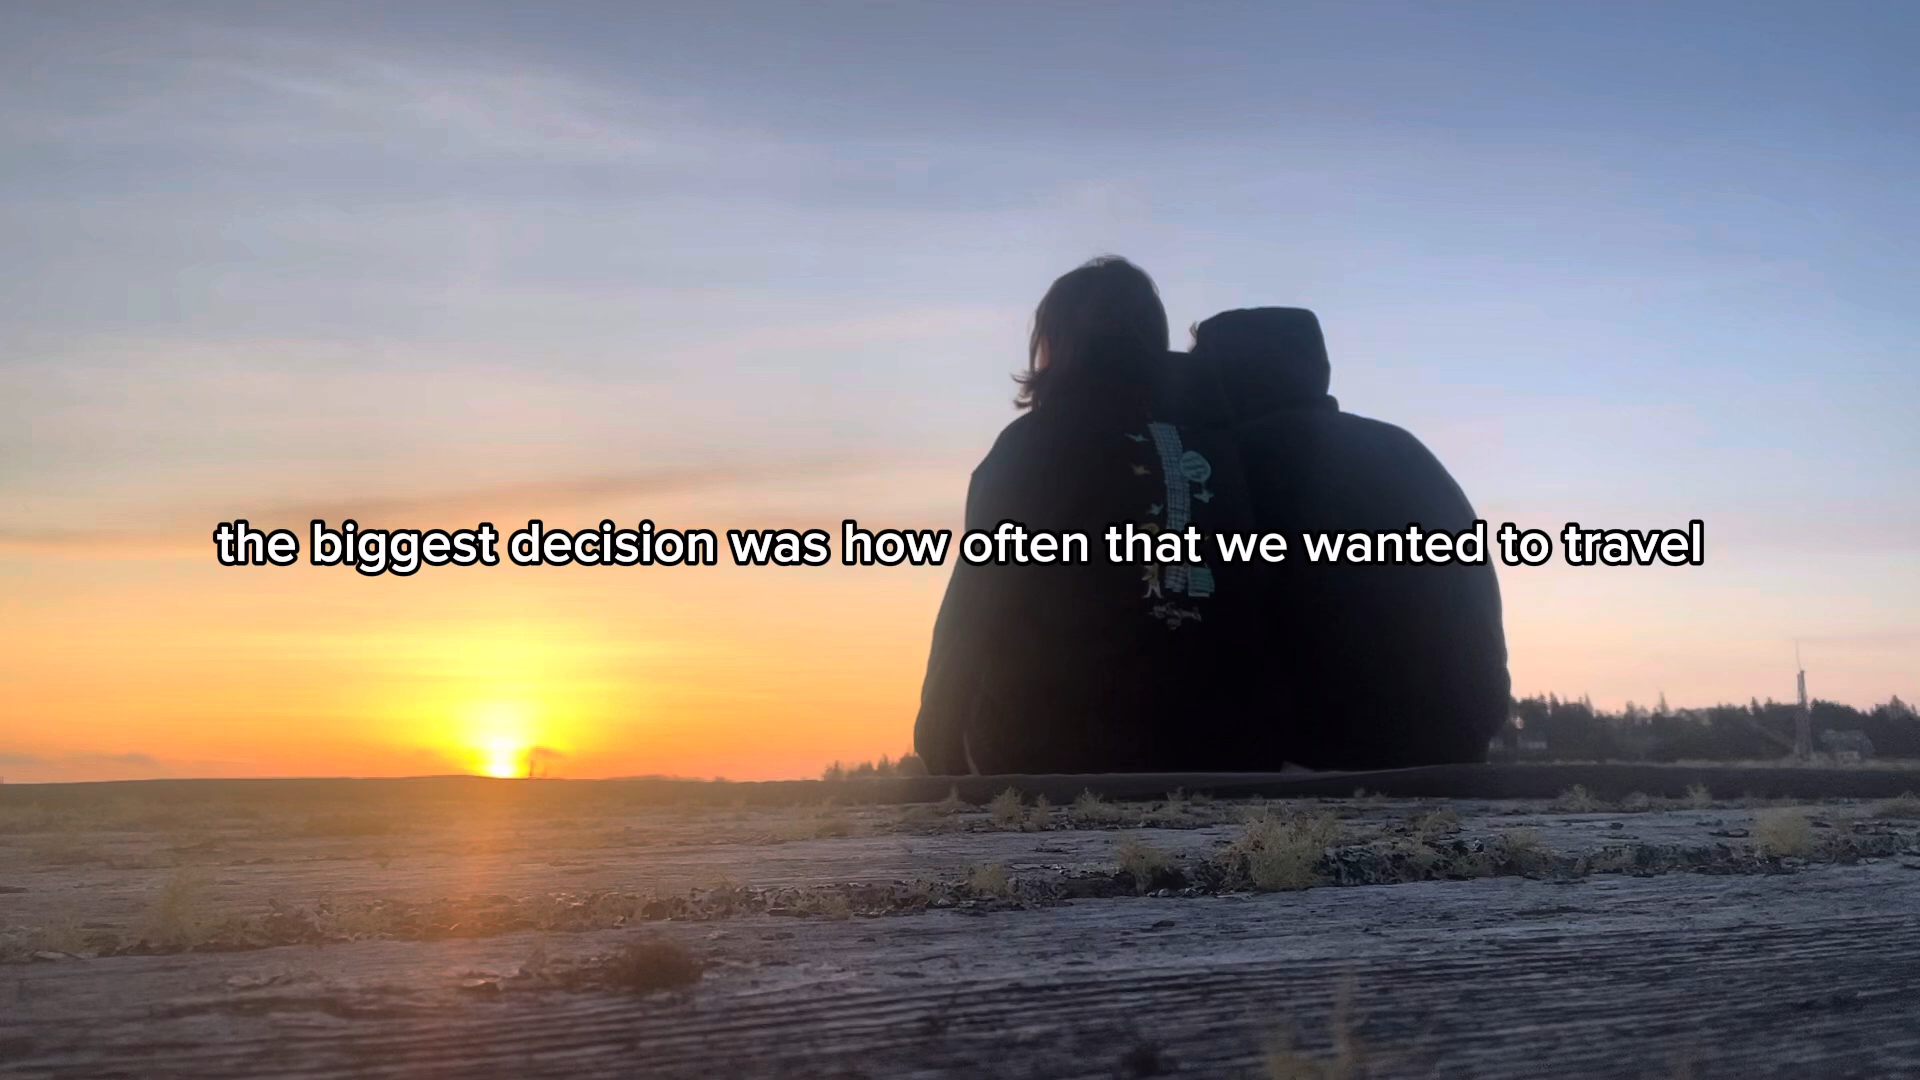 the biggest decision was how often that we wanted to travel